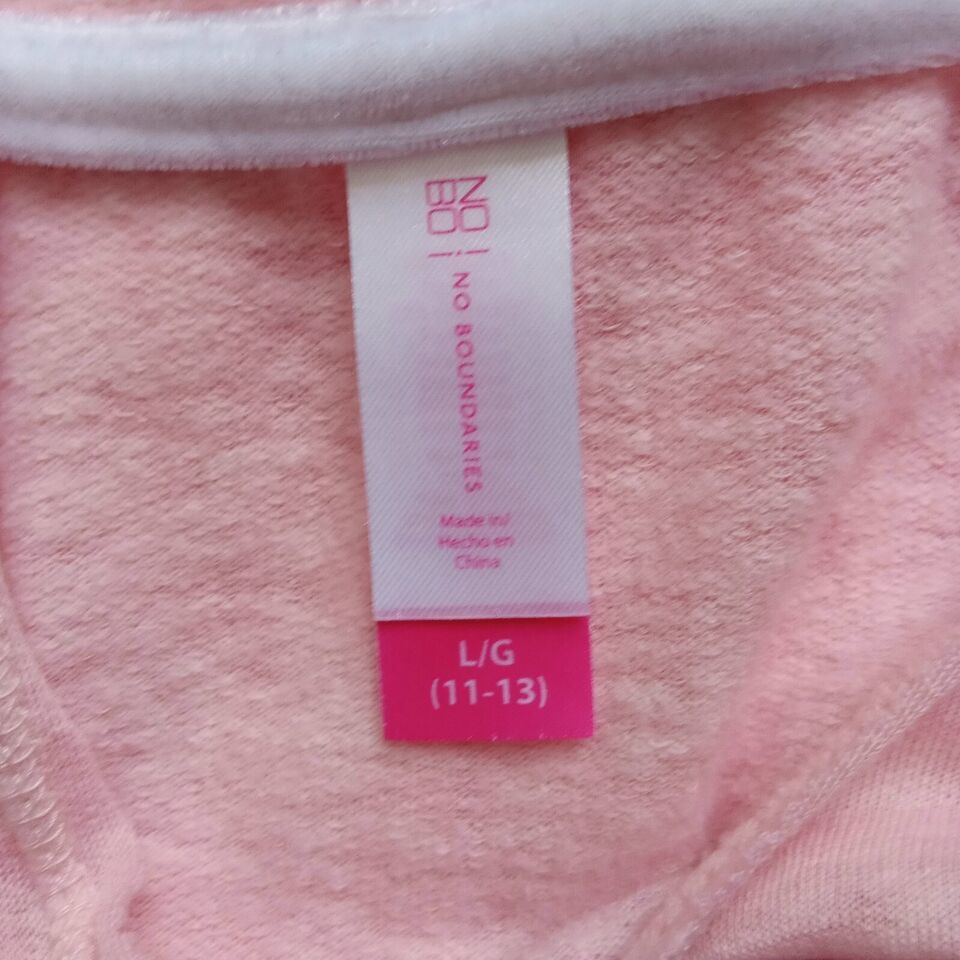 NO!
BO!
NO BOUNDARIES
Made in/
Hecho en
China
L/G
(11-13)